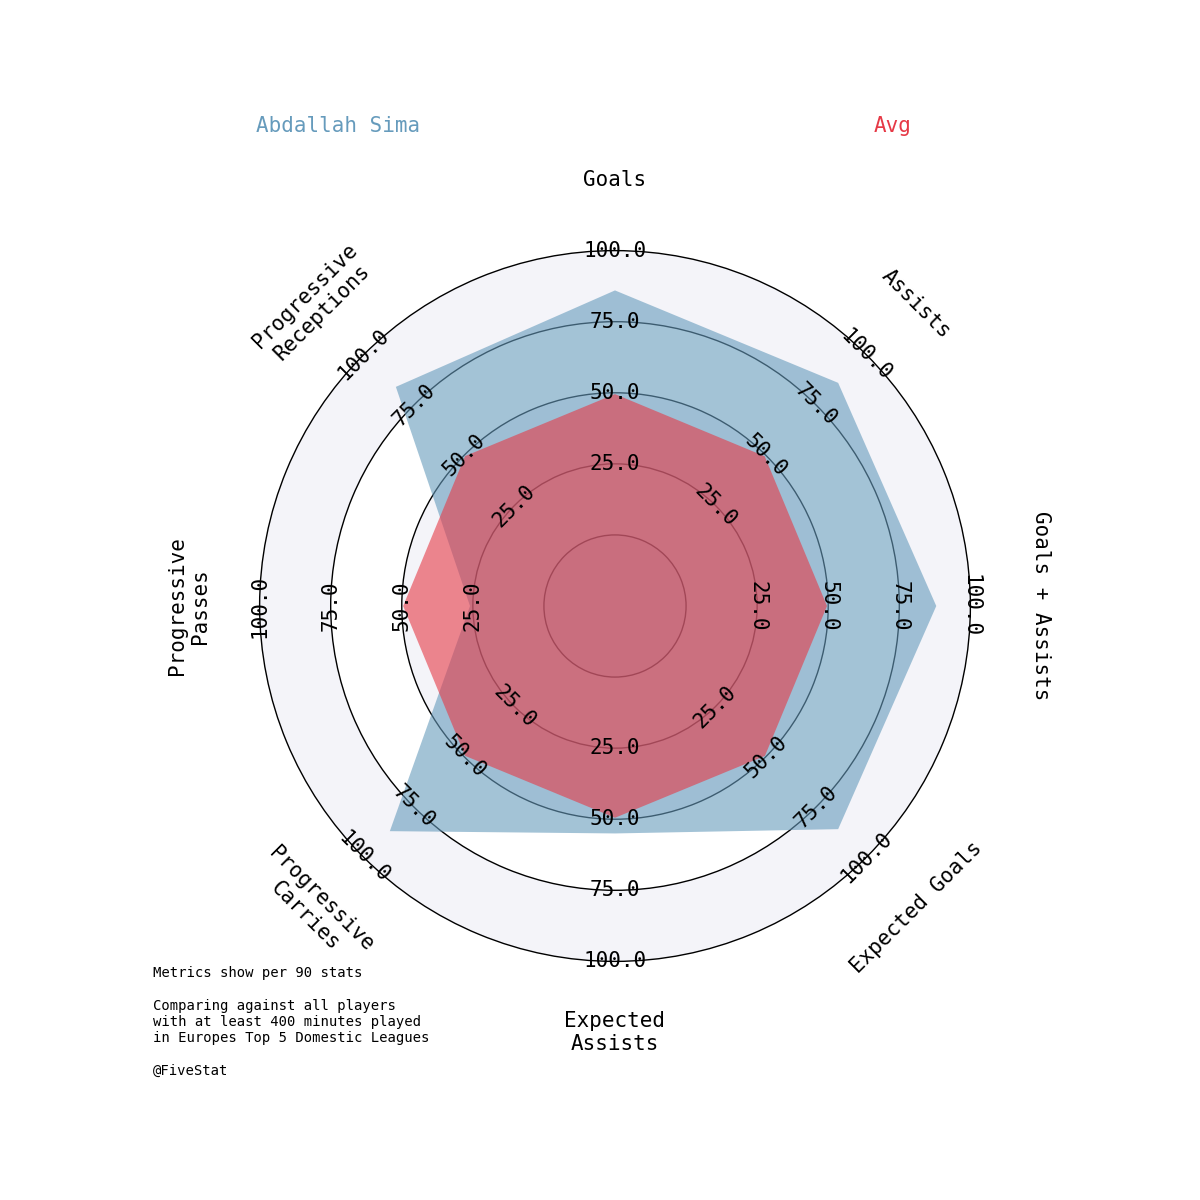 Abdallah Sima
Avg
Goals
Assists
Goals + Assists
Expected Goals
Expected
Assists
Progressive
Carries
Progressive
Passes
Progressive
Receptions
25.0
50.0
75.0
100.0
25.0
50.0
75.0
100.0
25.0
50.0
75.0
100.0
25.0
50.0
75.0
100.0
25.0
50.0
75.0
100.0
25.0
50.0
75.0
100.0
25.0
50.0
75.0
100.0
25.0
50.0
75.0
100.0
Metrics show per 90 stats
Comparing against all players
with at least 400 minutes played
in Europes Top 5 Domestic Leagues
@FiveStat